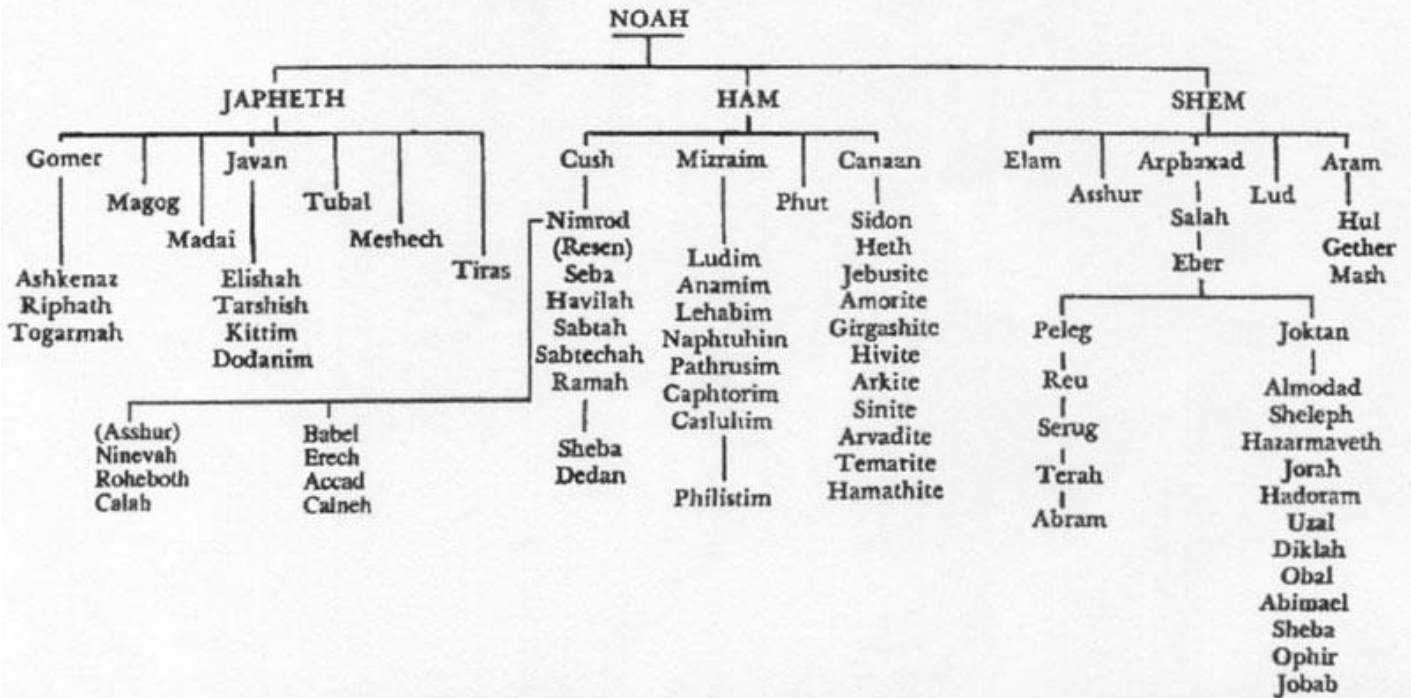 NOAH
JAPHETH HAM SHEM
Gomer Javan Cush Mizraim Canaan Elam Arphaxad Aram
Magog Tubal Phut Asshur Lud
Madai Meshech Nimrod Sidon Salah Hul
Tiras (Resen) Heth Gether
Ashkenaz Elishah Seba Ludim Jebusite Eber Mash
Riphath Tarshish Havilah Anamim Amorite
Togarmah Kittim Sabtah Lehabim Girgashite Peleg Joktan
Dodanim Sabtechah Naphtuhim Hivite
Ramah Pathrusim Arkite Reu Almodad
Caphtorim Sinite Sheleph
(Asshur) Babel Casluhim Arvadite Serug Hazarmaveth
Ninevah Erech Sheba Temarite Terah Jorah
Roheboth Accad Dedan Hamathite Hadoram
Calah Calneh Philistim Abram Uzal
Diklah
Obal
Abimael
Sheba
Ophir
Jobab